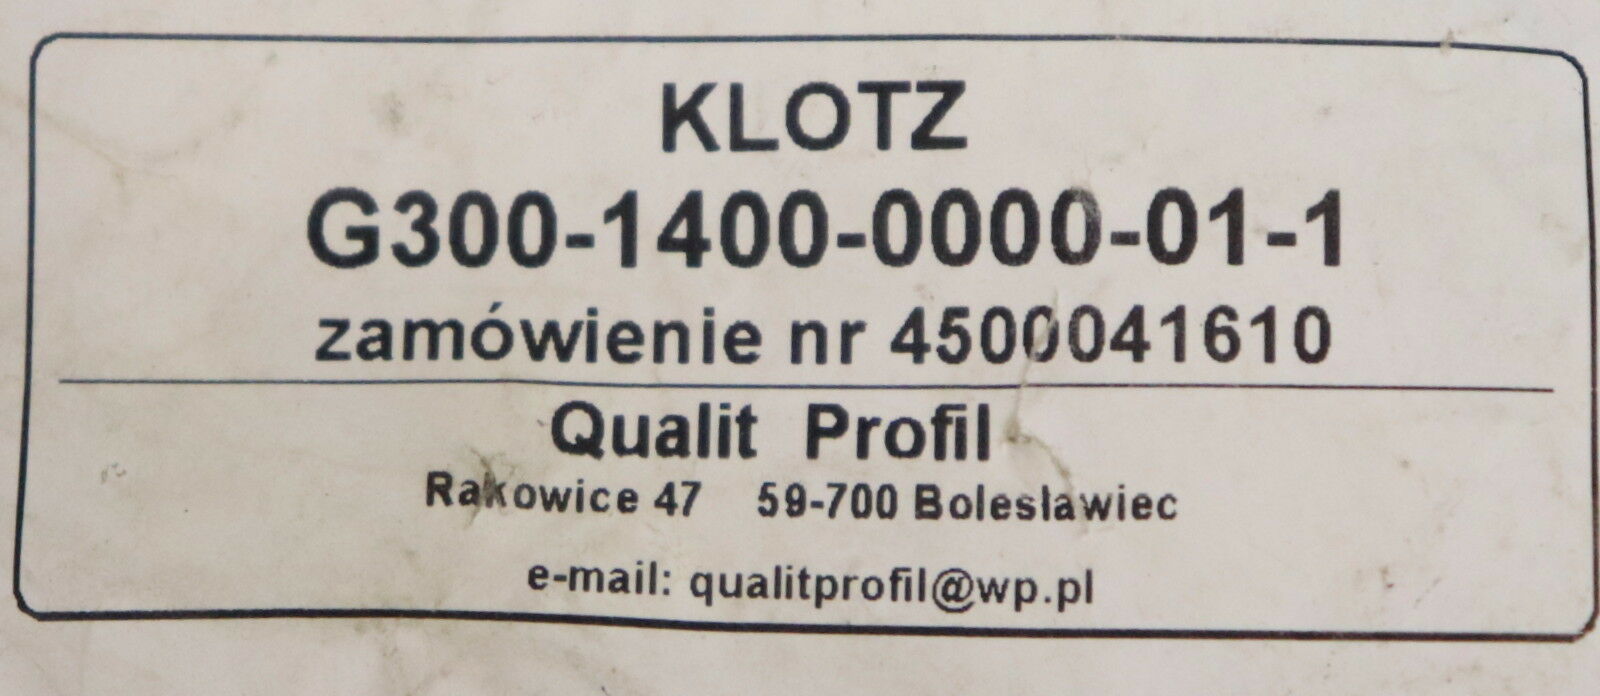 KLOTZ
G300-1400-0000-01-1
zamówienie nr 4500041610
Qualit Profil
Rakowice 47 59-700 Bolesławiec
e-mail: qualitprofil@wp.pl